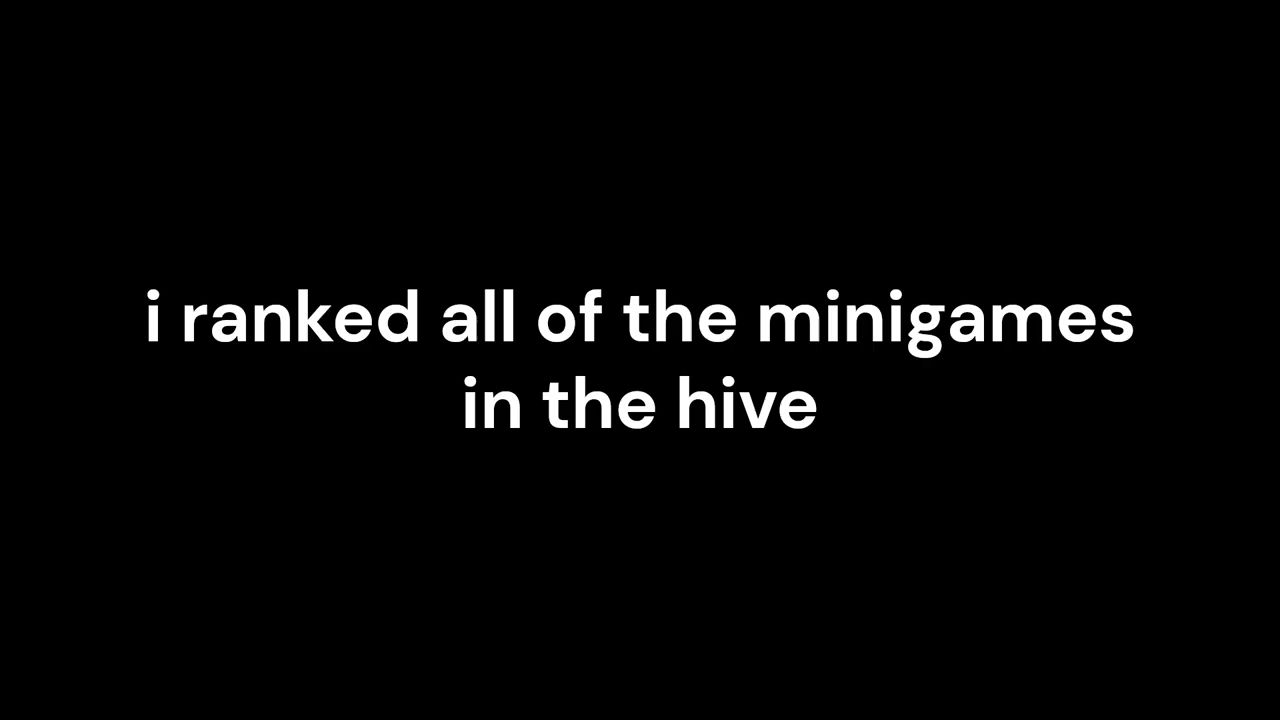 i ranked all of the minigames
in the hive